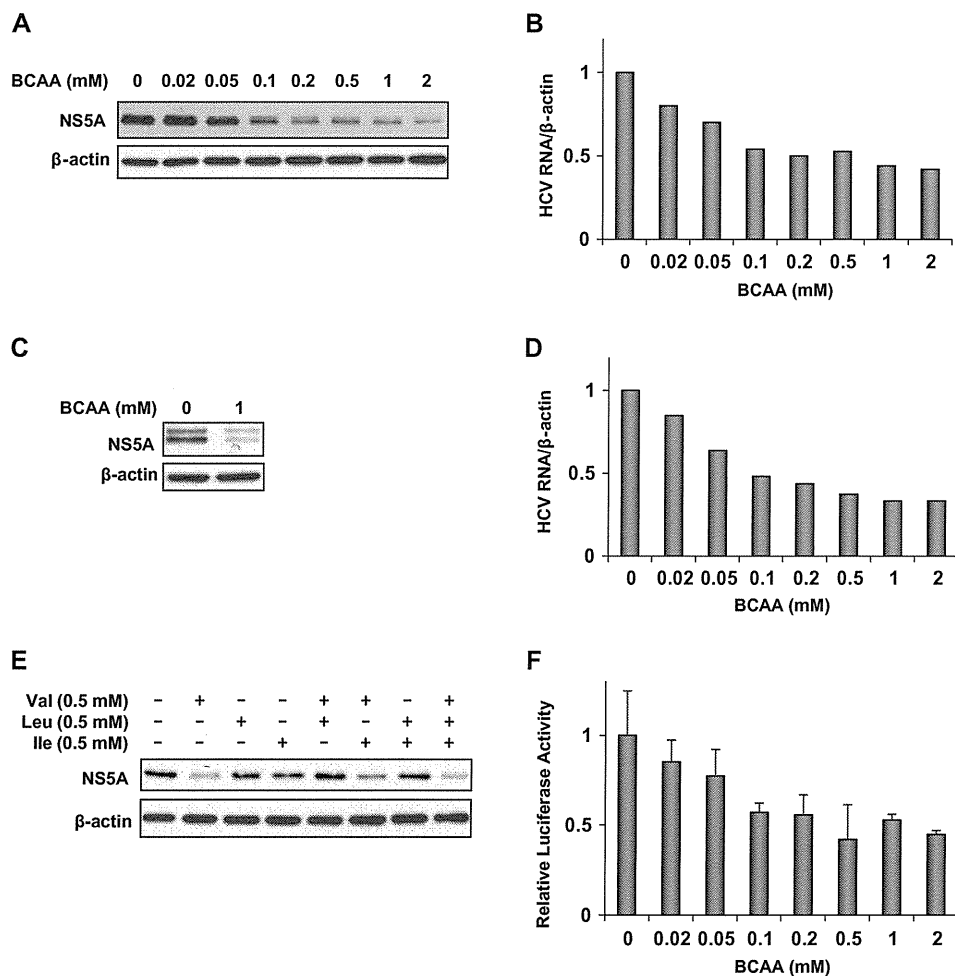 A
BCAA (mM) 0 0.02 0.05 0.1 0.2 0.5 1 2
NS5A
β-actin
B
HCV RNA/β-actin
1
0.5
0
0 0.02 0.05 0.1 0.2 0.5 1 2
BCAA (mM)
C
BCAA (mM) 0 1
NS5A
β-actin
D
HCV RNA/β-actin
1
0.5
0
0 0.02 0.05 0.1 0.2 0.5 1 2
BCAA (mM)
E
Val (0.5 mM) − + − − + + − +
Leu (0.5 mM) − − + − + − + +
Ile (0.5 mM) − − − + − + + +
NS5A
β-actin
F
Relative Luciferase Activity
1
0.5
0
0 0.02 0.05 0.1 0.2 0.5 1 2
BCAA (mM)